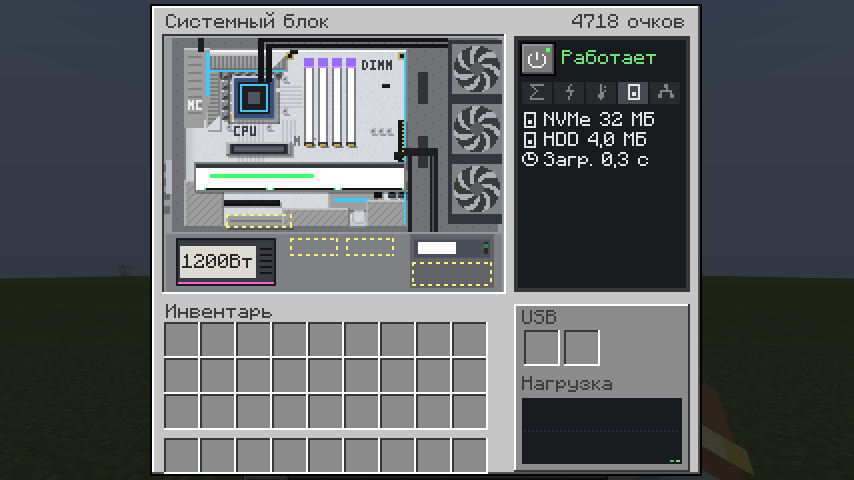 Системный блок
4718 очков
DIMM
MC
CPU
M
1200Вт
Работает
NVMe 32 МБ
HDD 4,0 МБ
Загр. 0,3 с
Инвентарь
USB
Нагрузка